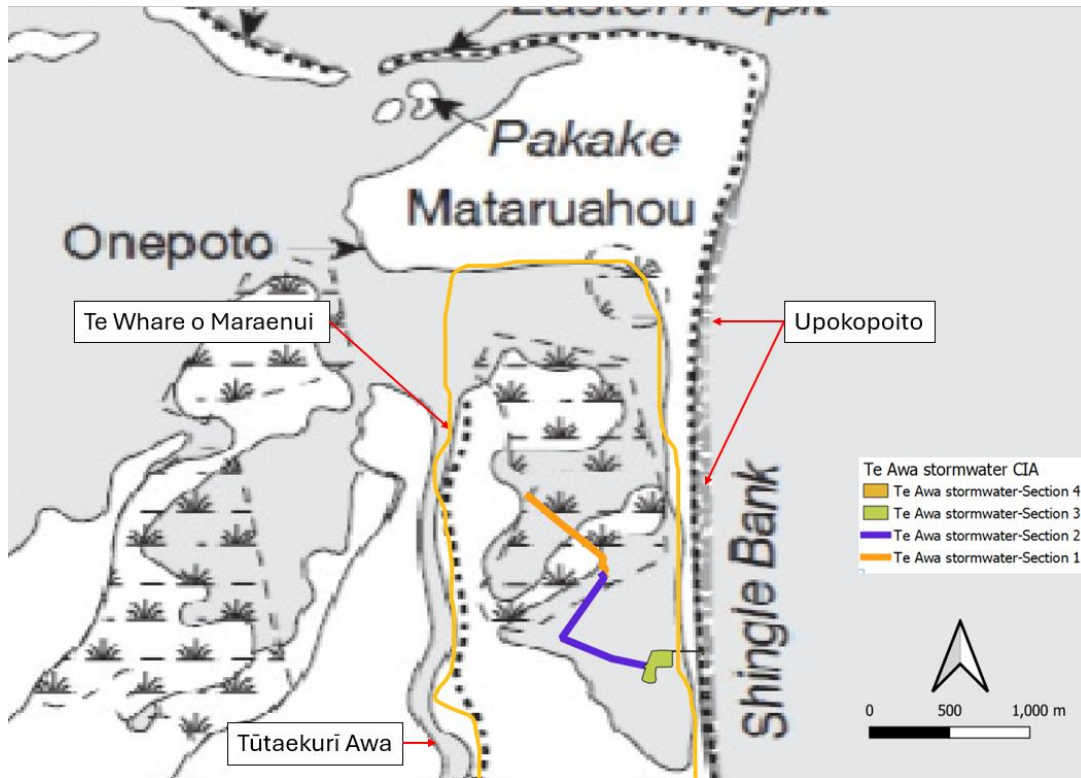 Eastern Spit
Pakake
Mataruahou
Onepoto
Te Whare o Maraenui
Upokopoito
Shingle Bank
Te Awa stormwater CIA
Te Awa stormwater-Section 4
Te Awa stormwater-Section 3
Te Awa stormwater-Section 2
Te Awa stormwater-Section 1
0 500 1,000 m
Tūtaekurī Awa